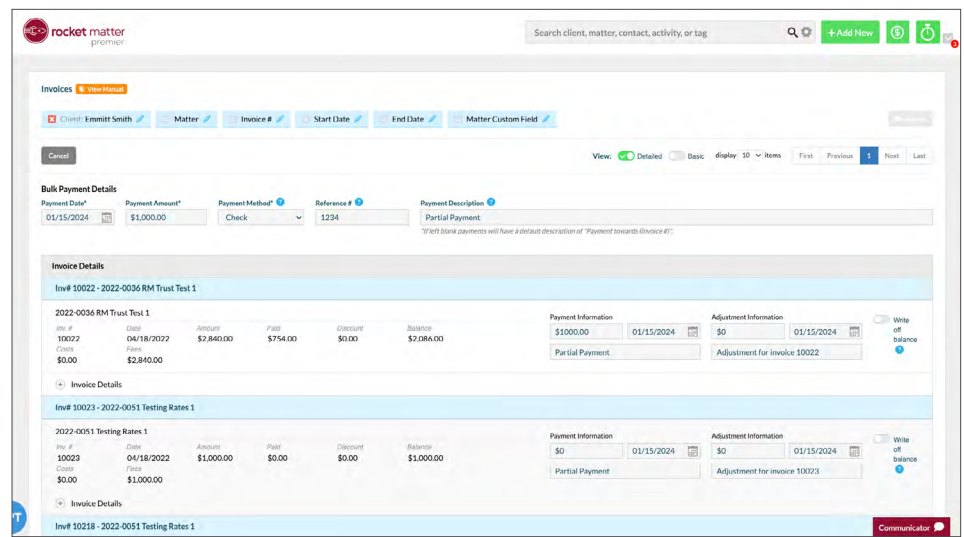 rocket matter
premier
Search client, matter, contact, activity, or tag
+Add New
Invoices View Manual
Client: Emmitt Smith Matter Invoice # Start Date End Date Matter Custom Field
Cancel View: Detailed Basic display 10 items First Previous 1 Next Last
Bulk Payment Details
Payment Date* Payment Amount* Payment Method* ? Reference # ? Payment Description ?
01/15/2024 $1,000.00 Check 1234 Partial Payment
"If left blank payments will have a default description of "Payment towards (Invoice #)".
Invoice Details
Inv# 10022 - 2022-0036 RM Trust Test 1
2022-0036 RM Trust Test 1
Payment Information Adjustment Information
Inv. # Date Amount Paid Discount Balance
10022 04/18/2022 $2,840.00 $754.00 $0.00 $2,086.00
$1000.00 01/15/2024 $0 01/15/2024 Write off balance ?
Costs Fees
$0.00 $2,840.00
Partial Payment Adjustment for invoice 10022
+ Invoice Details
Inv# 10023 - 2022-0051 Testing Rates 1
2022-0051 Testing Rates 1
Payment Information Adjustment Information
Inv. # Date Amount Paid Discount Balance
10023 04/18/2022 $1,000.00 $0.00 $0.00 $1,000.00
$0 01/15/2024 $0 01/15/2024 Write off balance ?
Costs Fees
$0.00 $1,000.00
Partial Payment Adjustment for invoice 10023
+ Invoice Details
Inv# 10218 - 2022-0051 Testing Rates 1
Communicator